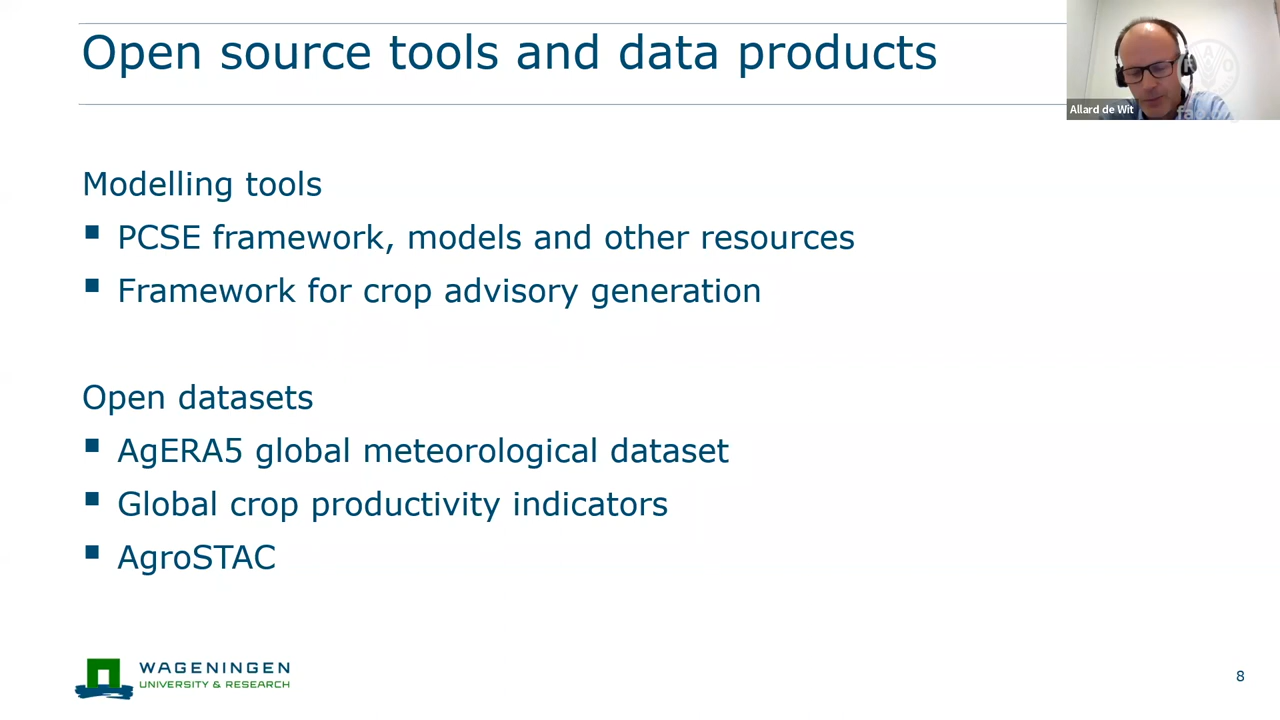 Open source tools and data products
Allard de Wit
Modelling tools
▪ PCSE framework, models and other resources
▪ Framework for crop advisory generation
Open datasets
▪ AgERA5 global meteorological dataset
▪ Global crop productivity indicators
▪ AgroSTAC
WAGENINGEN
UNIVERSITY & RESEARCH
8